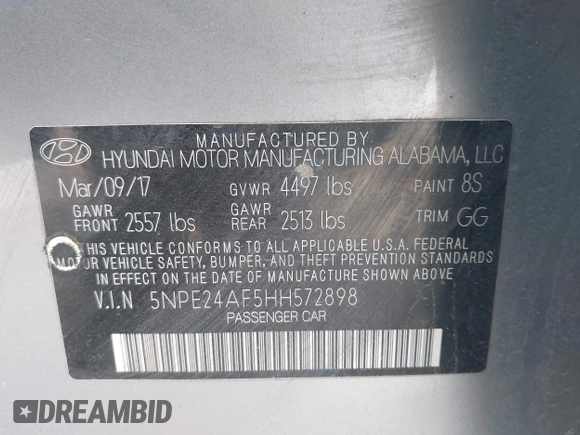 MANUFACTURED BY
HYUNDAI MOTOR MANUFACTURING ALABAMA, LLC
Mar/09/17 GVWR 4497 lbs PAINT 8S
GAWR FRONT 2557 lbs GAWR REAR 2513 lbs TRIM GG
THIS VEHICLE CONFORMS TO ALL APPLICABLE U.S.A. FEDERAL
MOTOR VEHICLE SAFETY, BUMPER, AND THEFT PREVENTION STANDARDS
IN EFFECT ON THE DATE OF MANUFACTURE SHOWN ABOVE.
V.I.N 5NPE24AF5HH572898
PASSENGER CAR
DREAMBID